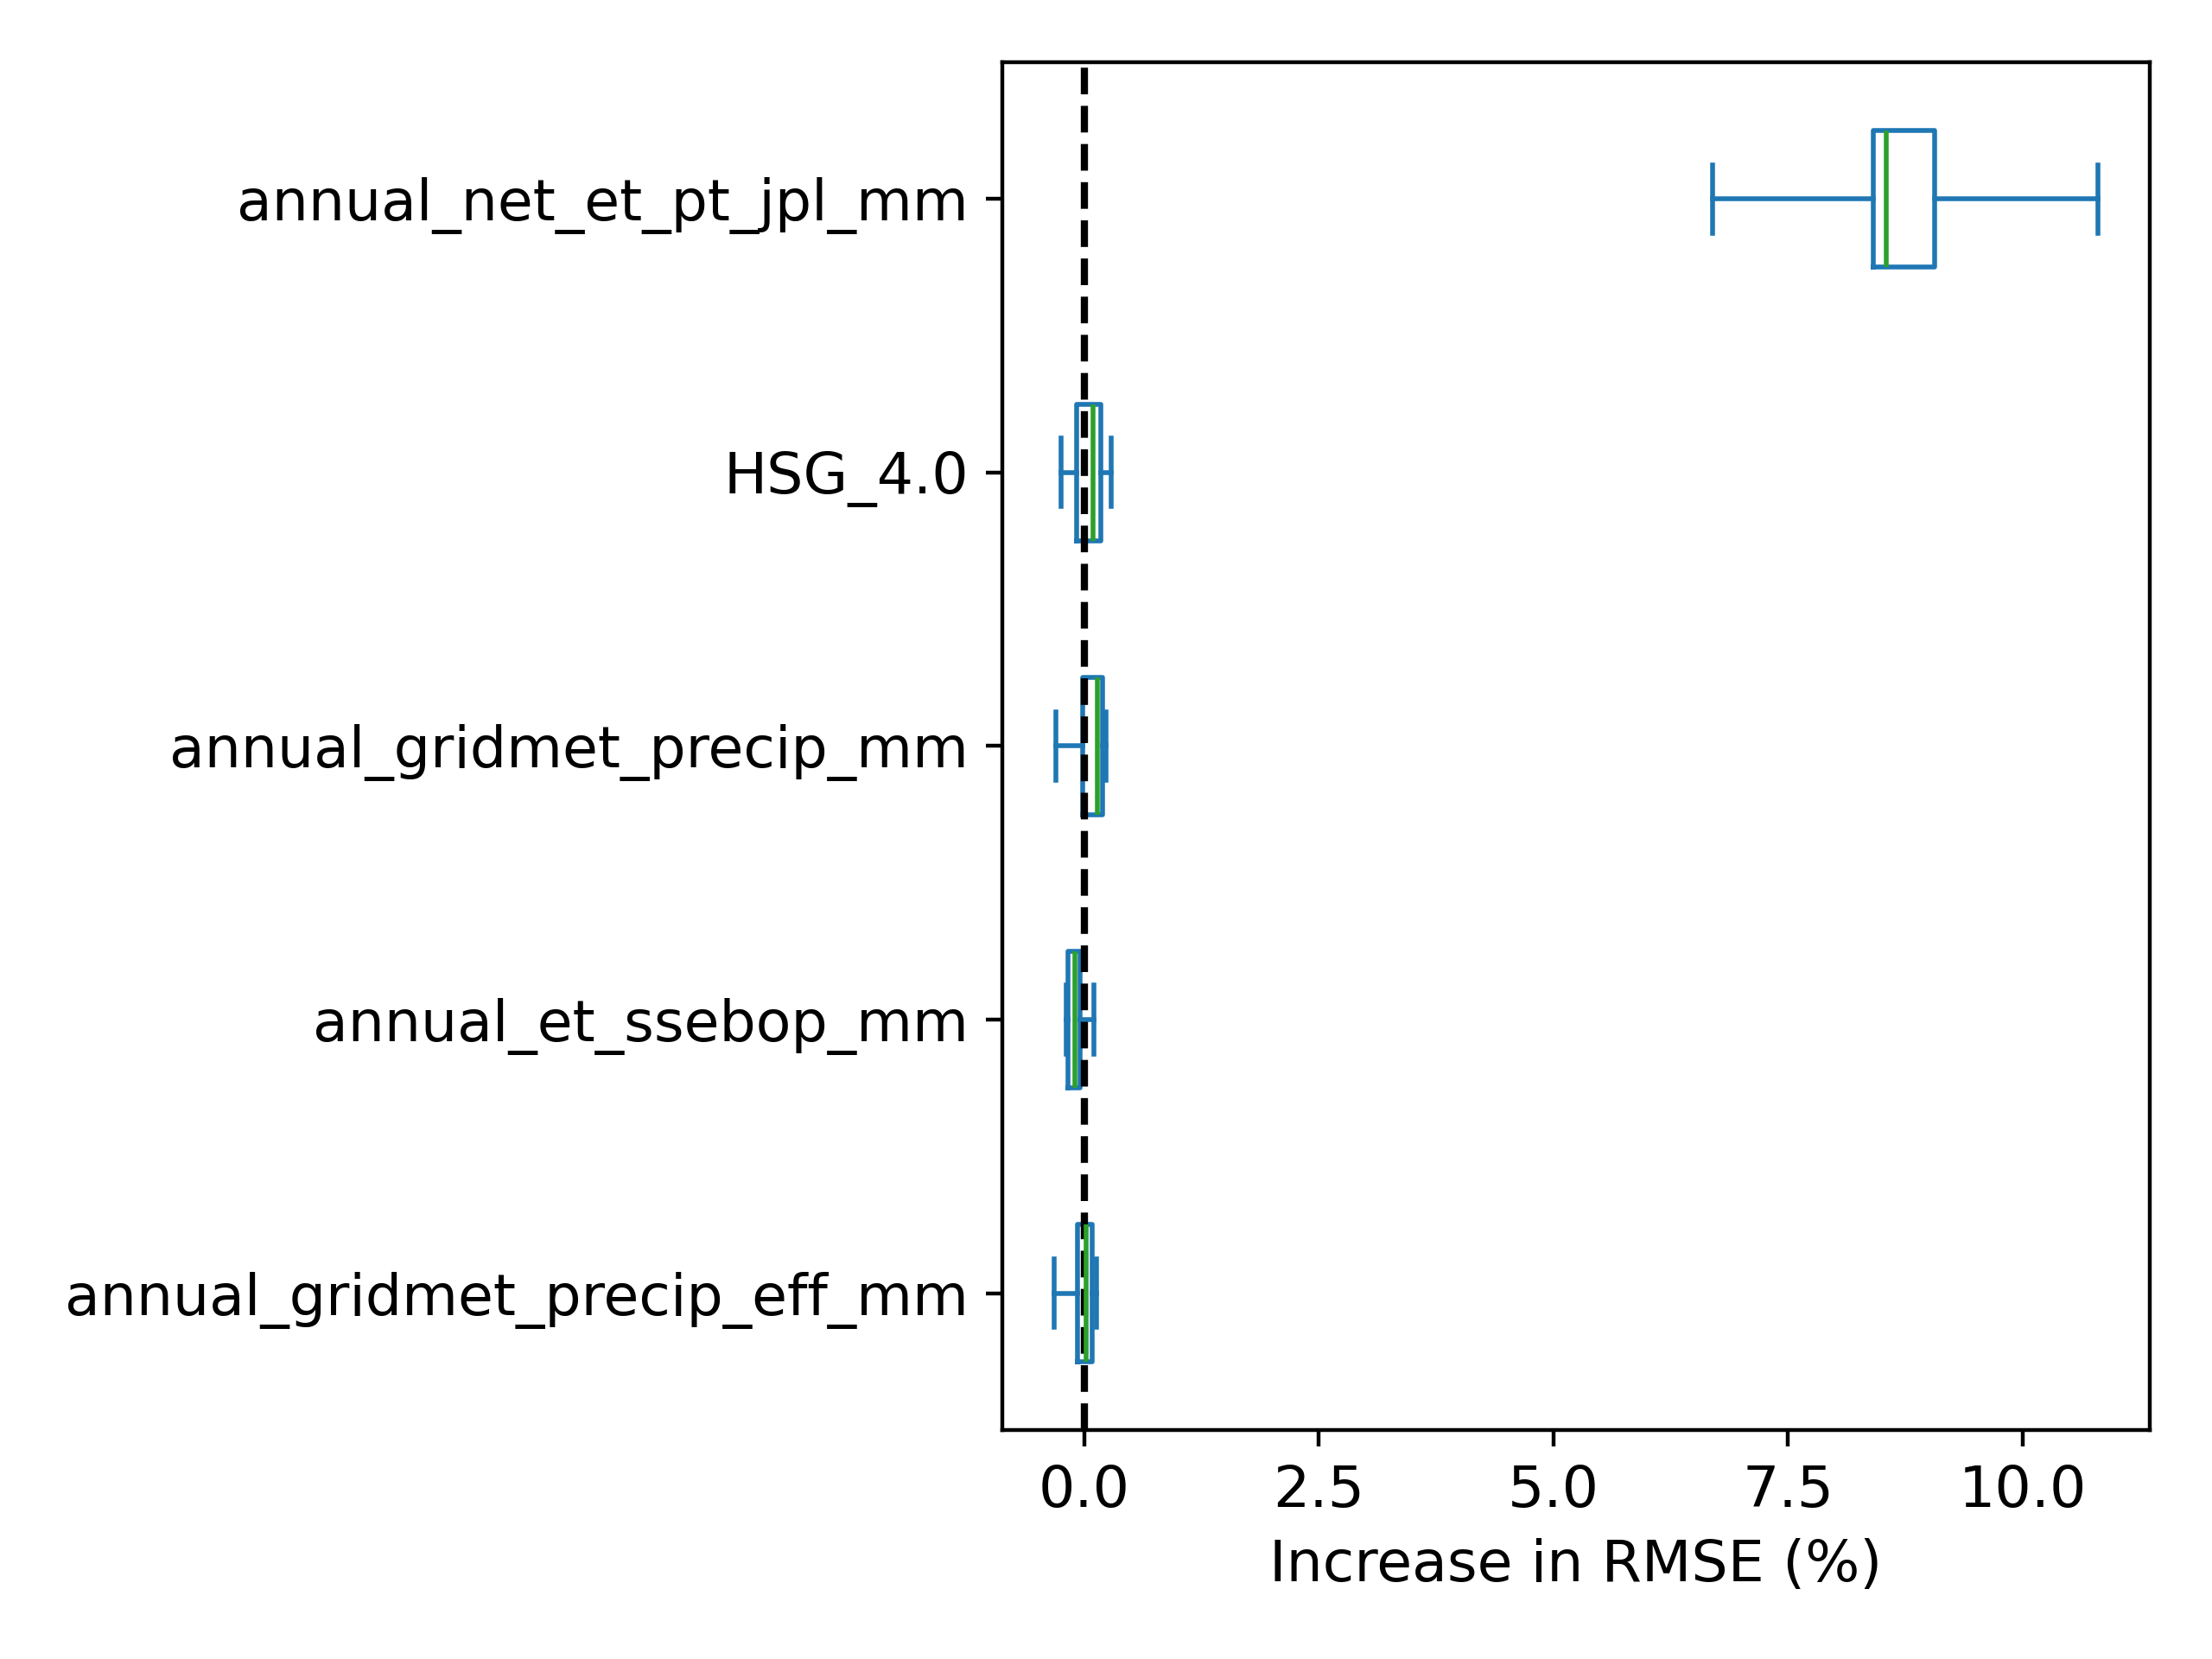 annual_net_et_pt_jpl_mm
HSG_4.0
annual_gridmet_precip_mm
annual_et_ssebop_mm
annual_gridmet_precip_eff_mm
0.0 2.5 5.0 7.5 10.0
Increase in RMSE (%)